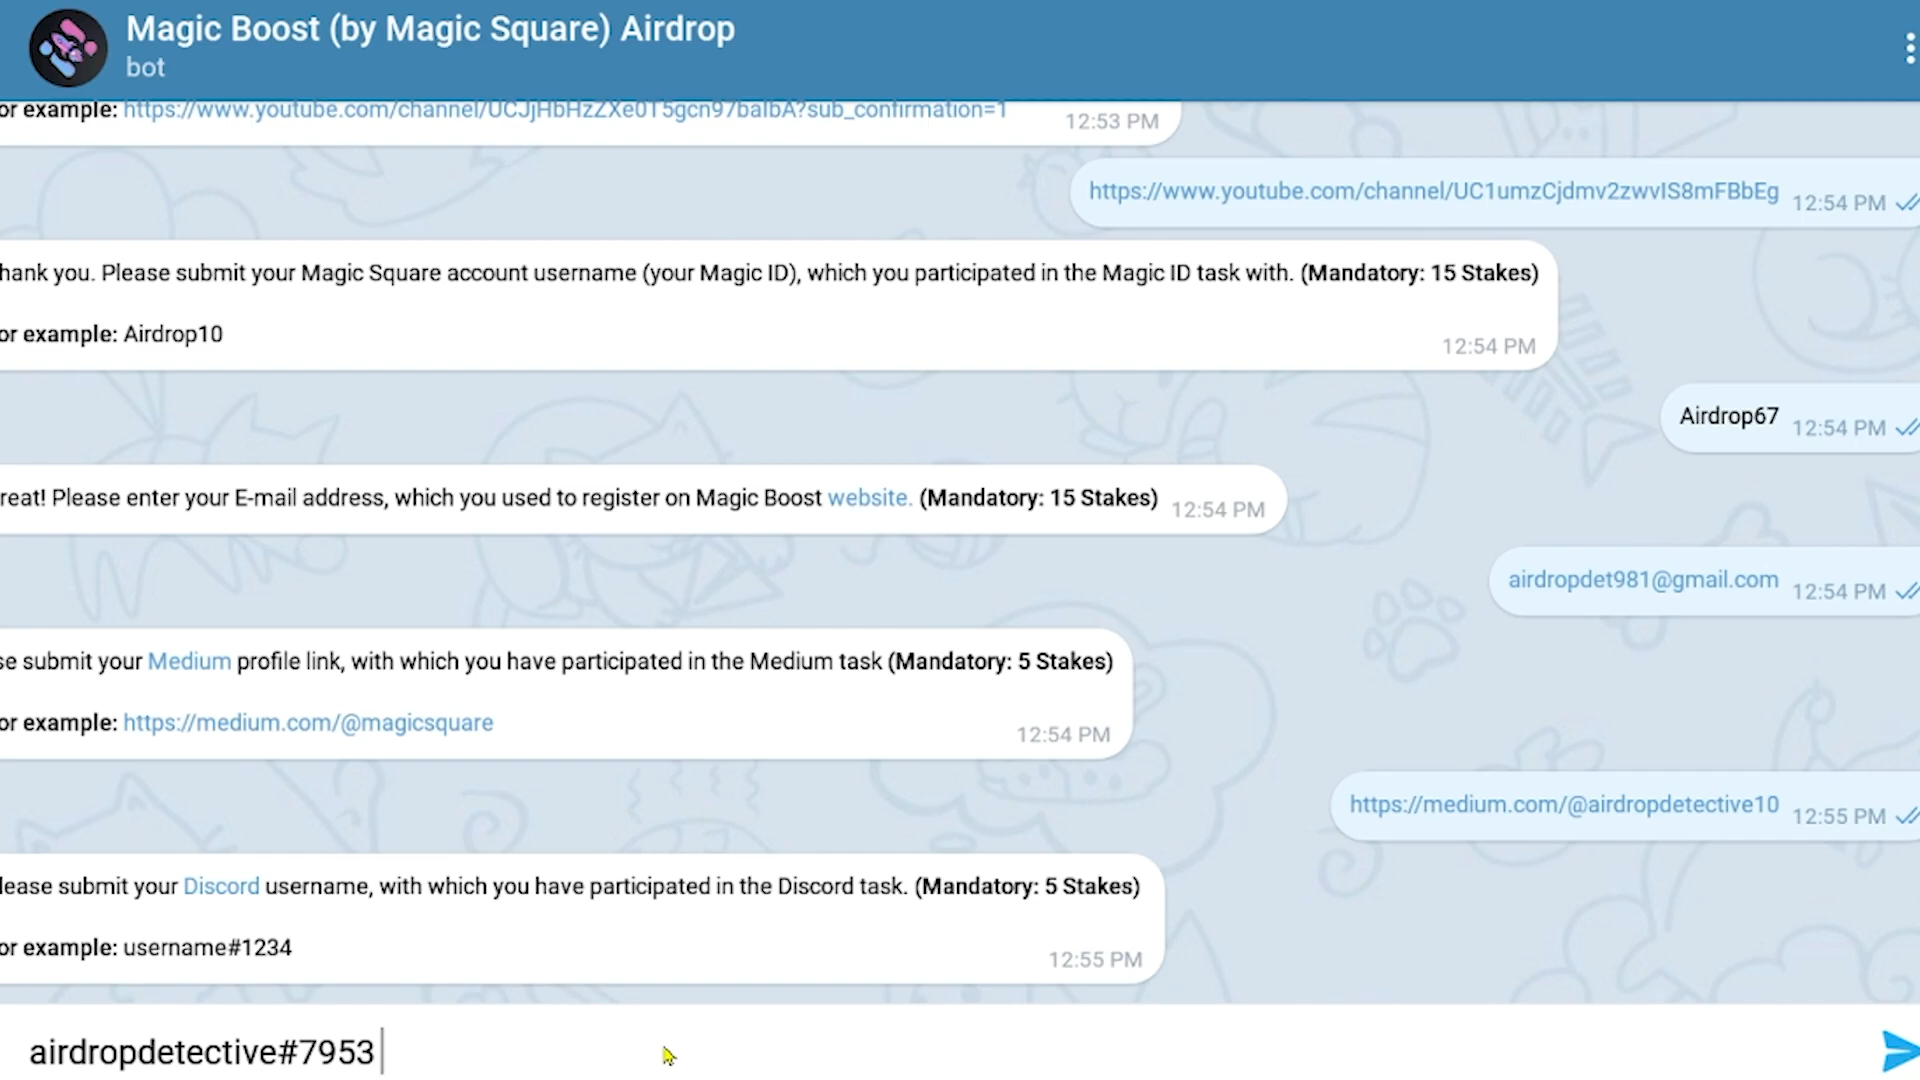 Magic Boost (by Magic Square) Airdrop
bot
or example: https://www.youtube.com/channel/UCJjHbHzZXe0T5gcn97balbA?sub_confirmation=1
12:53 PM
https://www.youtube.com/channel/UC1umzCjdmv2zwvIS8mFBbEg 12:54 PM
hank you. Please submit your Magic Square account username (your Magic ID), which you participated in the Magic ID task with. (Mandatory: 15 Stakes)
or example: Airdrop10
12:54 PM
Airdrop67 12:54 PM
reat! Please enter your E-mail address, which you used to register on Magic Boost website. (Mandatory: 15 Stakes) 12:54 PM
airdropdet981@gmail.com 12:54 PM
se submit your Medium profile link, with which you have participated in the Medium task (Mandatory: 5 Stakes)
or example: https://medium.com/@magicsquare
12:54 PM
https://medium.com/@airdropdetective10 12:55 PM
lease submit your Discord username, with which you have participated in the Discord task. (Mandatory: 5 Stakes)
or example: username#1234
12:55 PM
airdropdetective#7953